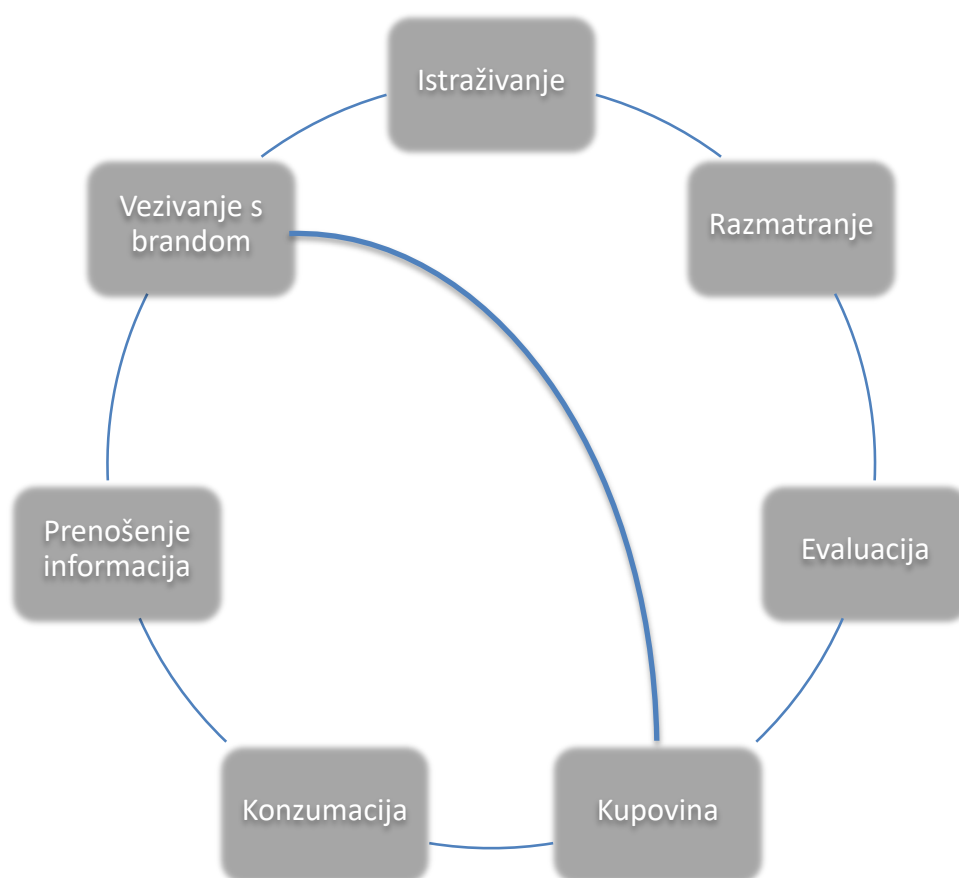 Istraživanje
Razmatranje
Evaluacija
Kupovina
Konzumacija
Prenošenje
informacija
Vezivanje s
brandom